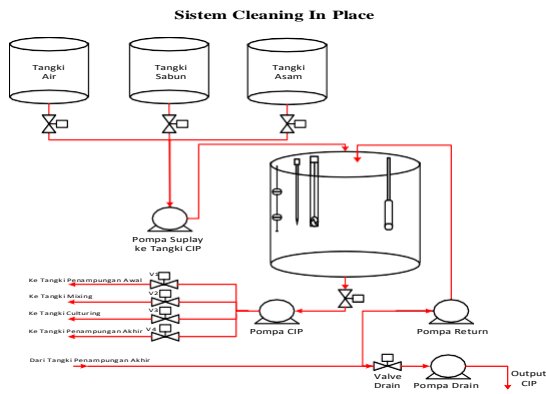 Sistem Cleaning In Place
Tangki
Air
Tangki
Sabun
Tangki
Asam
Pompa Suplay
ke Tangki CIP
V1
Ke Tangki Penampungan Awal
V2
Ke Tangki Mixing
V3
Ke Tangki Culturing
V4
Ke Tangki Penampungan Akhir
Pompa CIP
Pompa Return
Dari Tangki Penampungan Akhir
Valve
Drain
Pompa Drain
Output
CIP